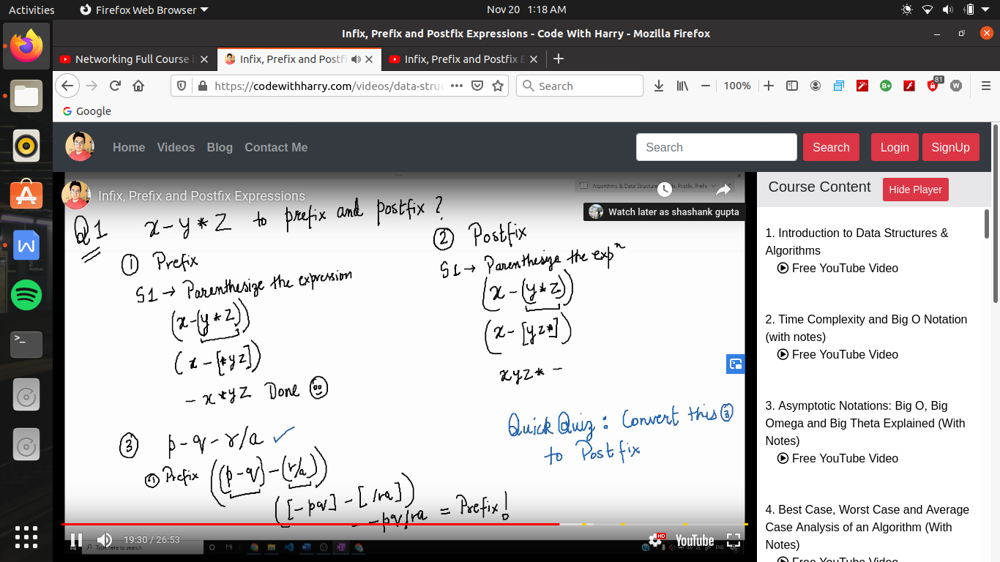 Activities Firefox Web Browser Nov 20 1:18 AM
Infix, Prefix and Postfix Expressions - Code With Harry - Mozilla Firefox
Networking Full Course i Infix, Prefix and Postfi Infix, Prefix and Postfix E
https://codewithharry.com/videos/data-struc Search 100% 81
Google
Home Videos Blog Contact Me Search Search Login SignUp
Infix, Prefix and Postfix Expressions
Watch later as shashank gupta
Q1 x-y*z to prefix and postfix?
① Prefix
S1 → Parenthesize the expression
(x-(y*z))
(x-[*yz])
-x*yz Done
② Postfix
S1 → Parenthesize the expⁿ
(x-(y*z))
(x-[yz*])
xyz*-
③ p-q-r/a ✓
① Prefix ((p-q)-(r/a))
([-pq]-[/ra])
--pq/ra = Prefix!
Quick Quiz: Convert this ③
to Postfix
19:30 / 26:53 HD YouTube
Type here to search
Course Content Hide Player
1. Introduction to Data Structures &
Algorithms
Free YouTube Video
2. Time Complexity and Big O Notation
(with notes)
Free YouTube Video
3. Asymptotic Notations: Big O, Big
Omega and Big Theta Explained (With
Notes)
Free YouTube Video
4. Best Case, Worst Case and Average
Case Analysis of an Algorithm (With
Notes)
Free YouTube Video